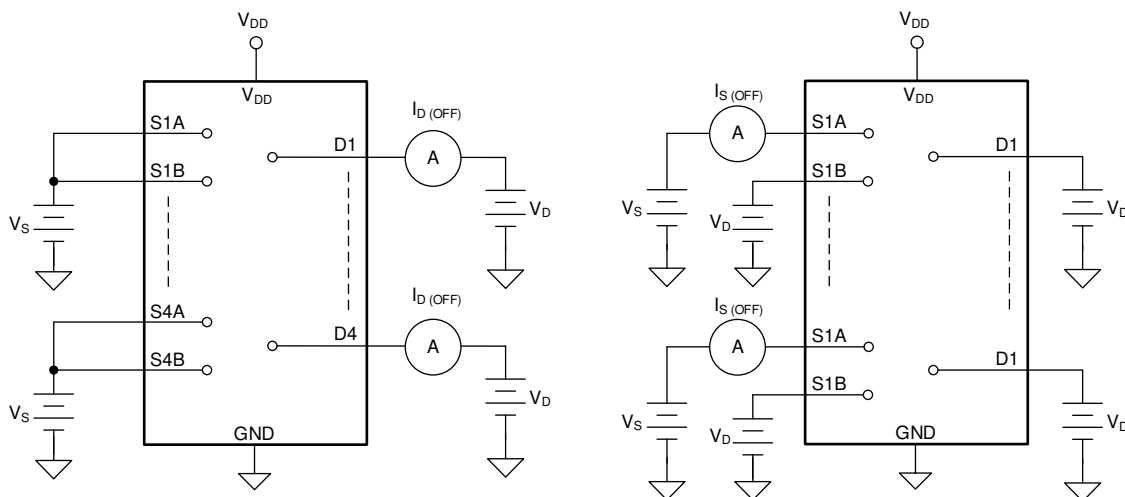 VDD
VDD
ID (OFF)
S1A
D1
A
S1B
VS
VD
ID (OFF)
S4A
D4
A
S4B
VS
VD
GND
VDD
VDD
IS (OFF)
S1A
A
D1
S1B
VS
VD
VD
IS (OFF)
S1A
A
D1
S1B
VS
VD
VD
GND